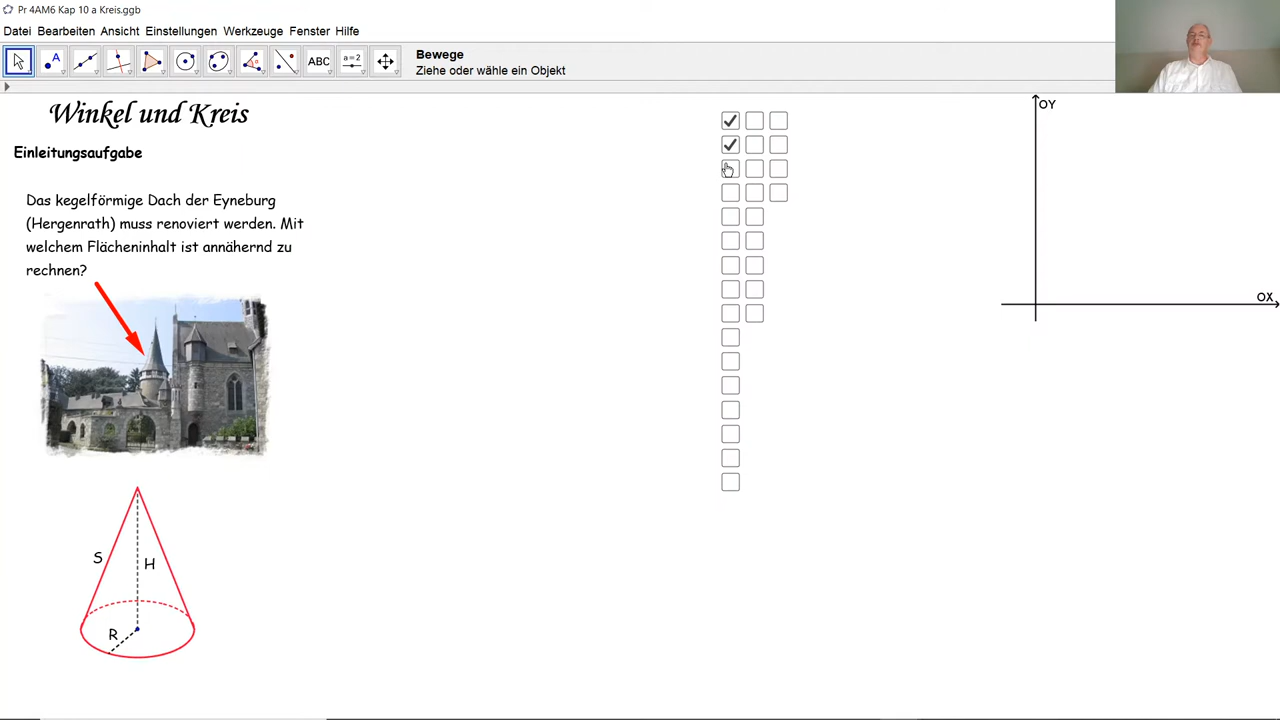 Pr 4AM6 Kap 10 a Kreis.ggb
Datei Bearbeiten Ansicht Einstellungen Werkzeuge Fenster Hilfe
A
ABC
a=2
Bewege
Ziehe oder wähle ein Objekt
Winkel und Kreis
Einleitungsaufgabe
Das kegelförmige Dach der Eyneburg
(Hergenrath) muss renoviert werden. Mit
welchem Flächeninhalt ist annähernd zu
rechnen?
S
H
R
OY
OX